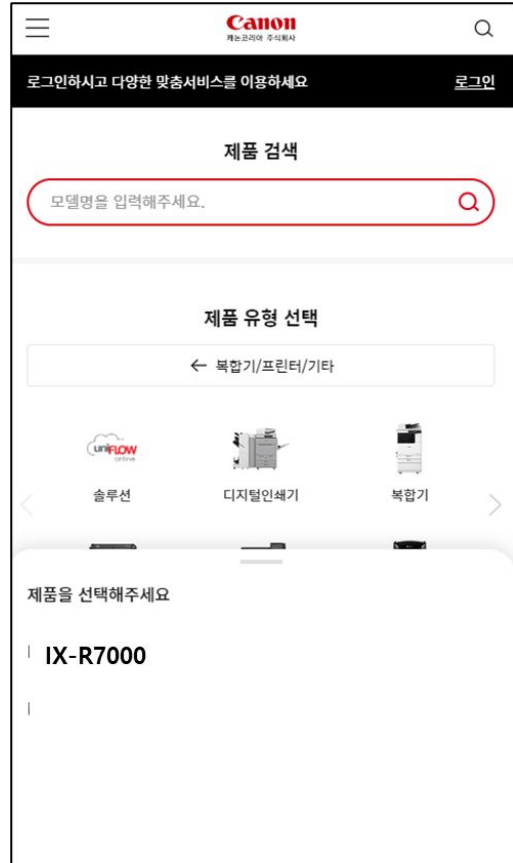 Canon
캐논코리아 주식회사
로그인하시고 다양한 맞춤서비스를 이용하세요 로그인
제품 검색
모델명을 입력해주세요.
제품 유형 선택
← 복합기/프린터/기타
uniFLOW
online
솔루션 디지털인쇄기 복합기
제품을 선택해주세요
IX-R7000